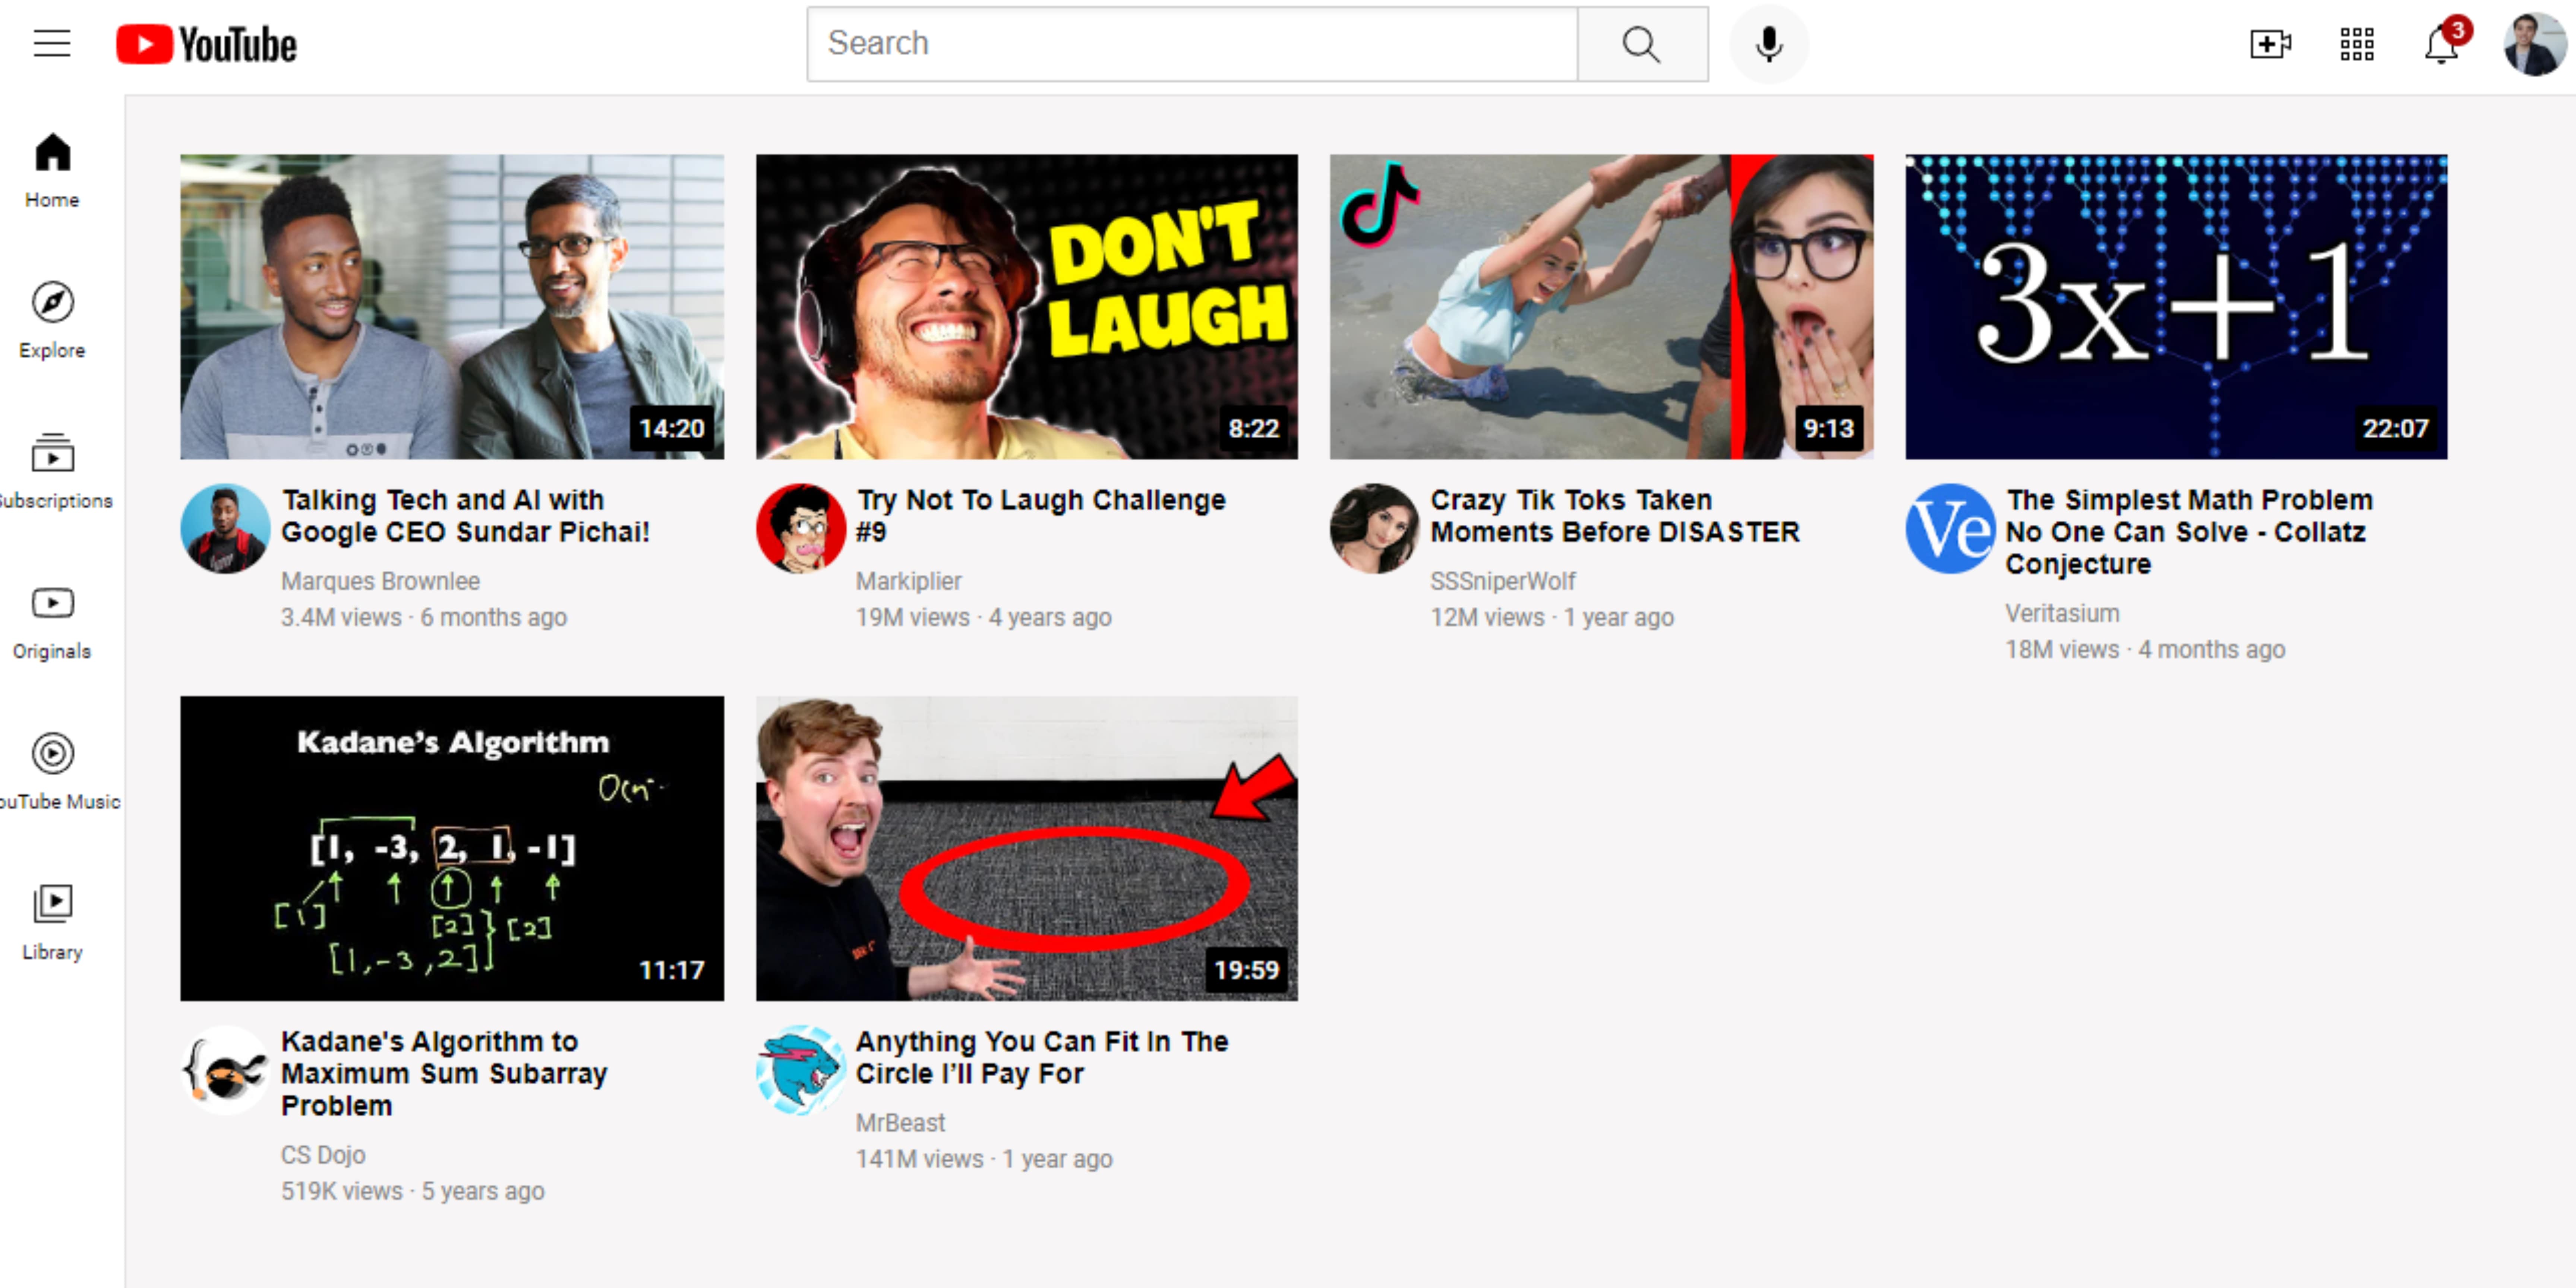 YouTube
Search
3
Home
Explore
Subscriptions
Originals
YouTube Music
Library
DON'T
LAUGH
3x+1
14:20
8:22
9:13
22:07
Talking Tech and AI with
Google CEO Sundar Pichai!
Marques Brownlee
3.4M views · 6 months ago
Try Not To Laugh Challenge
#9
Markiplier
19M views · 4 years ago
Crazy Tik Toks Taken
Moments Before DISASTER
SSSniperWolf
12M views · 1 year ago
Ve
The Simplest Math Problem
No One Can Solve - Collatz
Conjecture
Veritasium
18M views · 4 months ago
Kadane's Algorithm
[1, -3, 2, 1, -1]
[1]
[2]
[2]
[1,-3,2]
11:17
19:59
Kadane's Algorithm to
Maximum Sum Subarray
Problem
CS Dojo
519K views · 5 years ago
Anything You Can Fit In The
Circle I’ll Pay For
MrBeast
141M views · 1 year ago